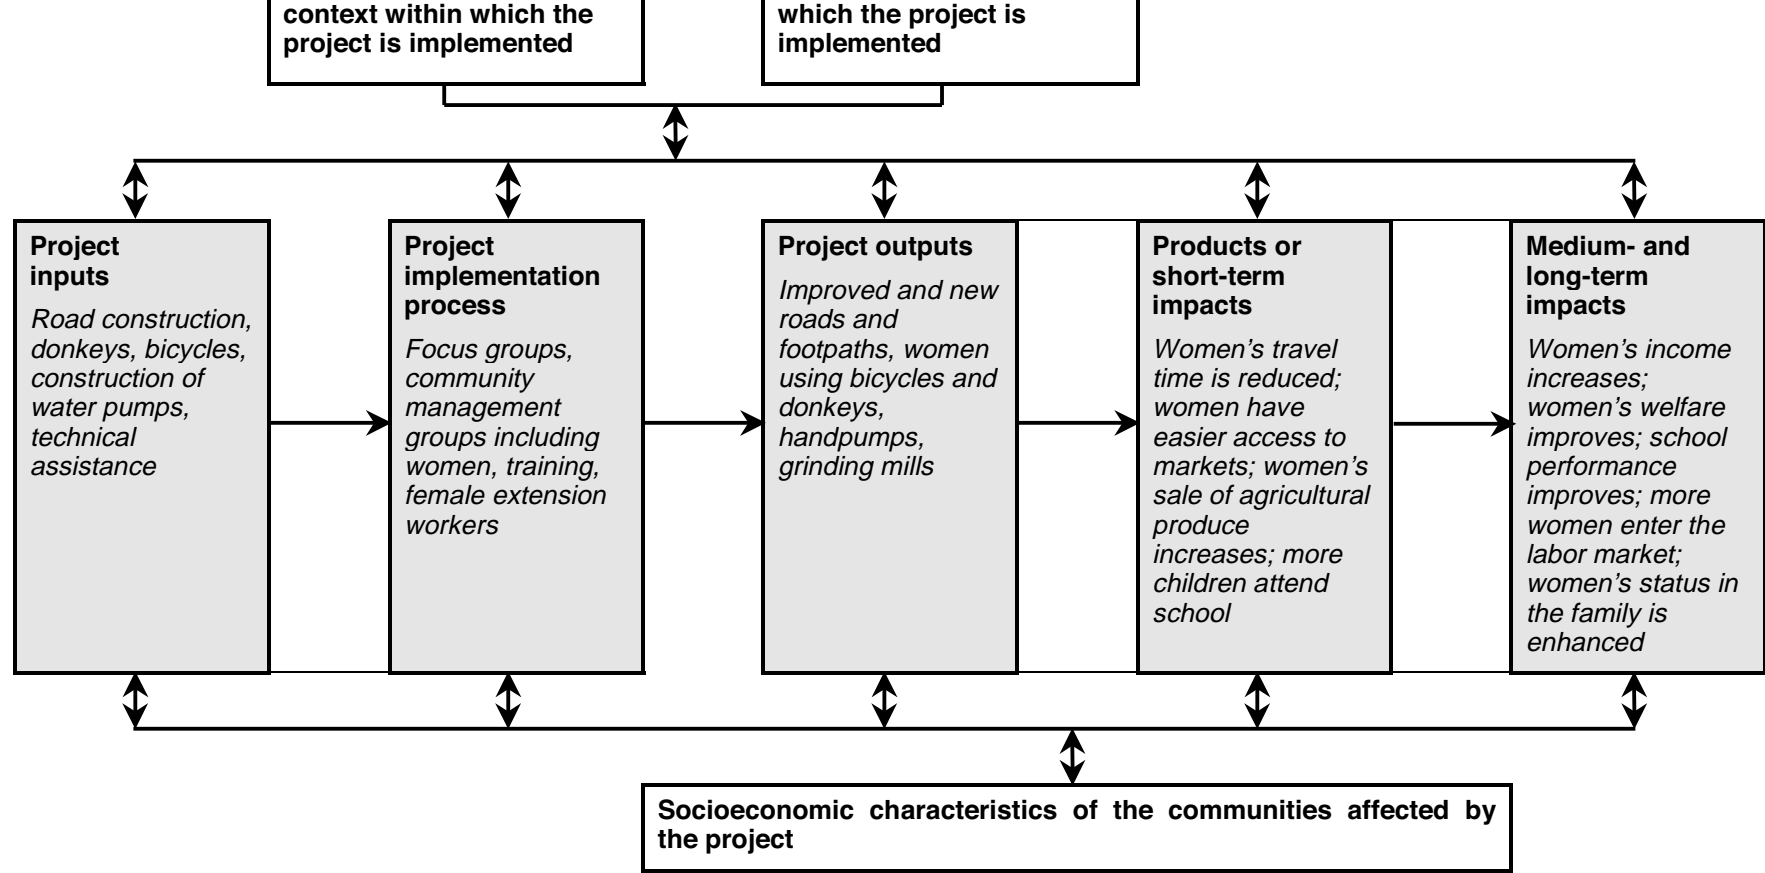 context within which the
project is implemented
which the project is
implemented
Project
inputs
Road construction,
donkeys, bicycles,
construction of
water pumps,
technical
assistance
Project
implementation
process
Focus groups,
community
management
groups including
women, training,
female extension
workers
Project outputs
Improved and new
roads and
footpaths, women
using bicycles and
donkeys,
handpumps,
grinding mills
Products or
short-term
impacts
Women’s travel
time is reduced;
women have
easier access to
markets; women’s
sale of agricultural
produce
increases; more
children attend
school
Medium- and
long-term
impacts
Women’s income
increases;
women’s welfare
improves; school
performance
improves; more
women enter the
labor market;
women’s status in
the family is
enhanced
Socioeconomic characteristics of the communities affected by
the project